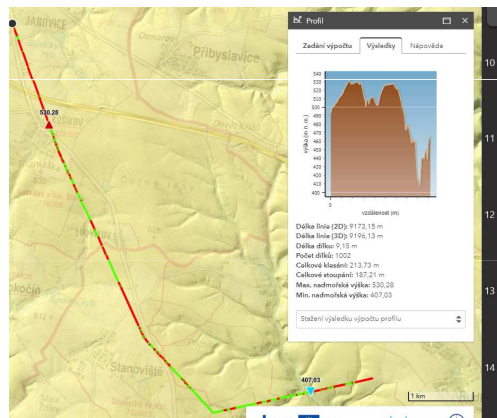 JANOVICE
Přibyslavice
530,28
KOŠÍKOV
528
Stanoviště
407,03
1 km
Profil
Zadání výpočtu
Výsledky
Nápověda
540
530
520
510
500
490
480
470
460
450
440
430
420
410
400
výška (m n. m.)
0
vzdálenost (m)
Délka linie (2D): 9173,15 m
Délka linie (3D): 9196,13 m
Délka dílku: 9,15 m
Počet dílků: 1002
Celkové klesání: 213,73 m
Celkové stoupání: 187,21 m
Max. nadmořská výška: 530,28
Min. nadmořská výška: 407,03
Stažení výsledku výpočtu profilu
10
11
12
13
14